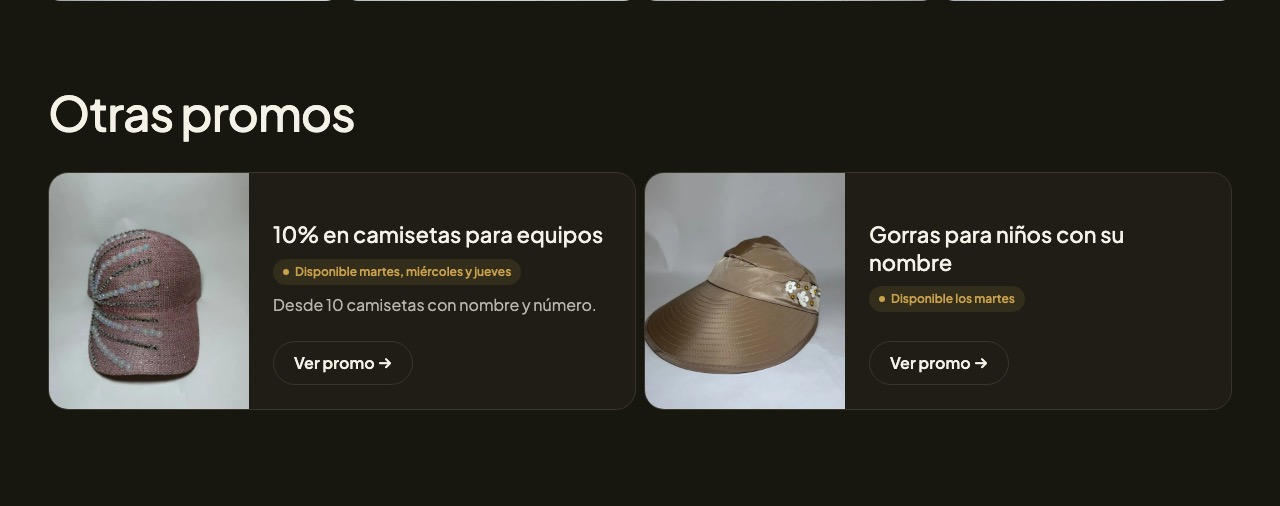 Otras promos
10% en camisetas para equipos
Disponible martes, miércoles y jueves
Desde 10 camisetas con nombre y número.
Ver promo →
Gorras para niños con su
nombre
Disponible los martes
Ver promo →